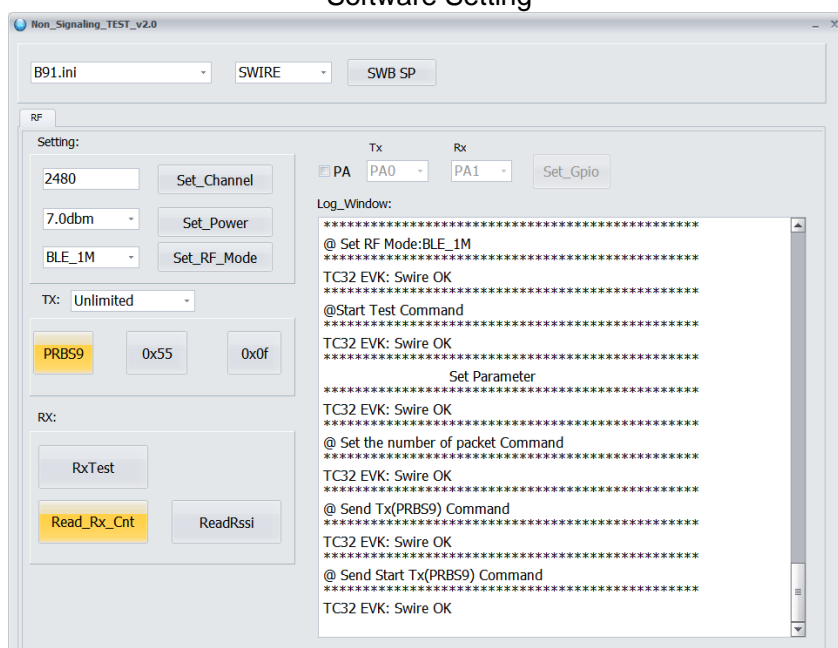 Software Setting
Non_Signaling_TEST_v2.0
B91.ini SWIRE SWB SP
RF
Setting:
2480 Set_Channel
7.0dbm Set_Power
BLE_1M Set_RF_Mode
TX: Unlimited
PRBS9 0x55 0x0f
RX:
RxTest
Read_Rx_Cnt ReadRssi
Tx Rx
PA PA0 PA1 Set_Gpio
Log_Window:
************************************************
@ Set RF Mode:BLE_1M
************************************************
TC32 EVK: Swire OK
************************************************
@Start Test Command
************************************************
TC32 EVK: Swire OK
************************************************
Set Parameter
************************************************
TC32 EVK: Swire OK
************************************************
@ Set the number of packet Command
************************************************
TC32 EVK: Swire OK
************************************************
@ Send Tx(PRBS9) Command
************************************************
TC32 EVK: Swire OK
************************************************
@ Send Start Tx(PRBS9) Command
************************************************
TC32 EVK: Swire OK